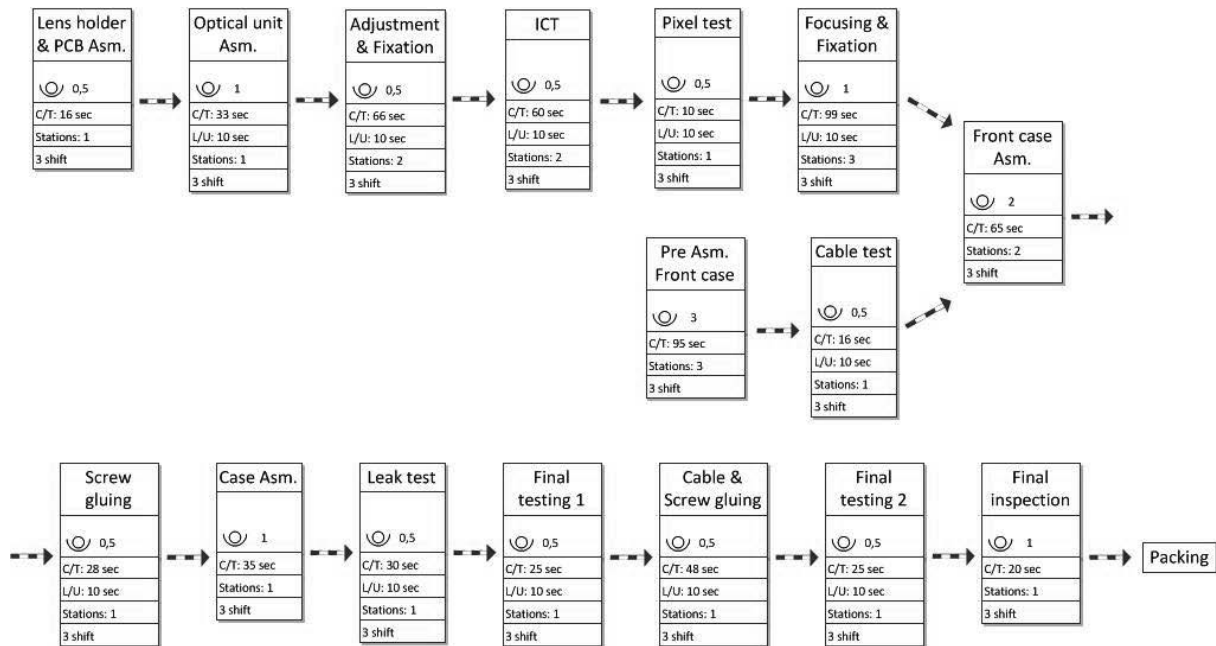 Lens holder
& PCB Asm.
0,5
C/T: 16 sec
Stations: 1
3 shift
Optical unit
Asm.
1
C/T: 33 sec
L/U: 10 sec
Stations: 1
3 shift
Adjustment
& Fixation
0,5
C/T: 66 sec
L/U: 10 sec
Stations: 2
3 shift
ICT
0,5
C/T: 60 sec
L/U: 10 sec
Stations: 2
3 shift
Pixel test
0,5
C/T: 10 sec
L/U: 10 sec
Stations: 1
3 shift
Focusing &
Fixation
1
C/T: 99 sec
L/U: 10 sec
Stations: 3
3 shift
Front case
Asm.
2
C/T: 65 sec
Stations: 2
3 shift
Pre Asm.
Front case
3
C/T: 95 sec
Stations: 3
3 shift
Cable test
0,5
C/T: 16 sec
L/U: 10 sec
Stations: 1
3 shift
Screw
gluing
0,5
C/T: 28 sec
L/U: 10 sec
Stations: 1
3 shift
Case Asm.
1
C/T: 35 sec
Stations: 1
3 shift
Leak test
0,5
C/T: 30 sec
L/U: 10 sec
Stations: 1
3 shift
Final
testing 1
0,5
C/T: 25 sec
L/U: 10 sec
Stations: 1
3 shift
Cable &
Screw gluing
0,5
C/T: 48 sec
L/U: 10 sec
Stations: 1
3 shift
Final
testing 2
0,5
C/T: 25 sec
L/U: 10 sec
Stations: 1
3 shift
Final
inspection
1
C/T: 20 sec
Stations: 1
3 shift
Packing